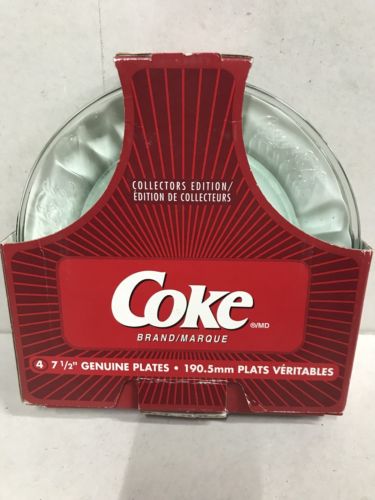 COLLECTORS EDITION/
ÉDITION DE COLLECTEURS
Coke
®/MD
BRAND/MARQUE
4 7 1/2" GENUINE PLATES • 190.5mm PLATS VÉRITABLES